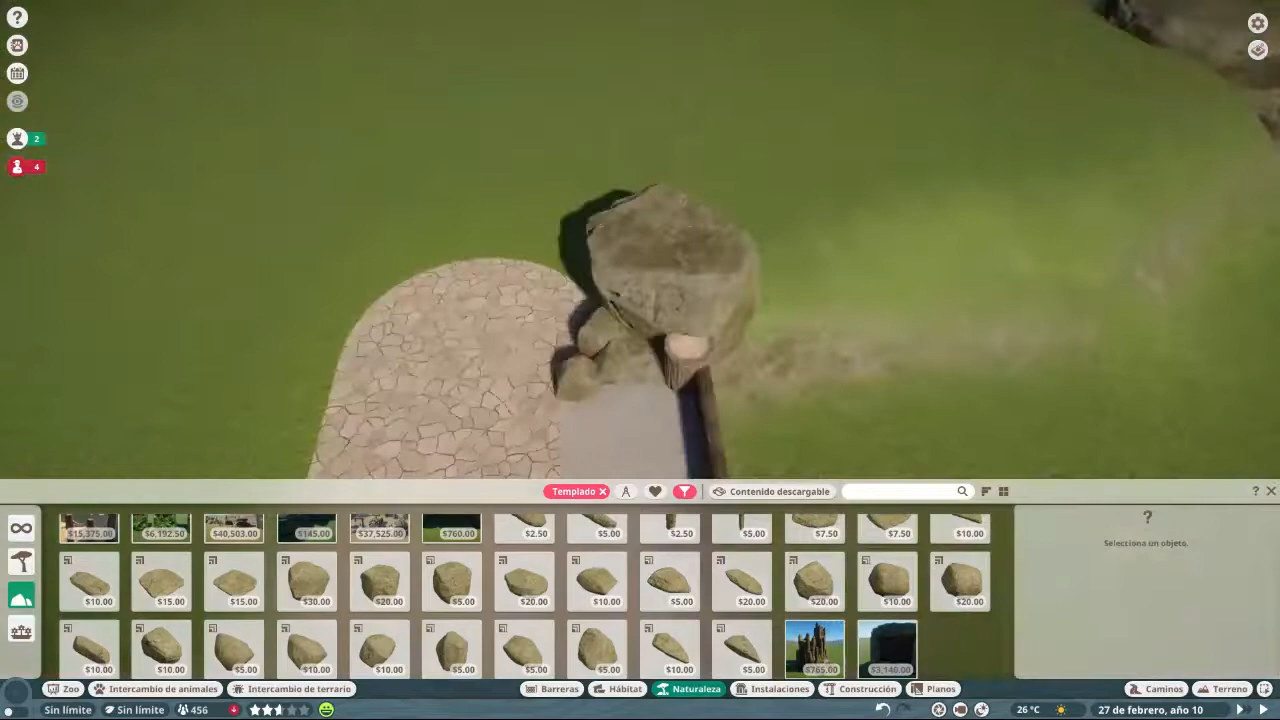 ?
2
4
Templado ×
Contenido descargable
? ×
$15,375.00 $6,192.50 $40,503.00 $145.00 $37,525.00 $760.00 $2.50 $5.00 $2.50 $5.00 $7.50 $7.50 $10.00
?
Selecciona un objeto.
$10.00 $15.00 $15.00 $30.00 $20.00 $5.00 $20.00 $10.00 $5.00 $20.00 $20.00 $10.00 $20.00
$10.00 $10.00 $5.00 $10.00 $10.00 $5.00 $5.00 $5.00 $10.00 $5.00 $765.00 $3,140.00
Zoo Intercambio de animales Intercambio de terrario Barreras Hábitat Naturaleza Instalaciones Construcción Planos Caminos Terreno
Sin límite Sin límite 456 26 °C 27 de febrero, año 10